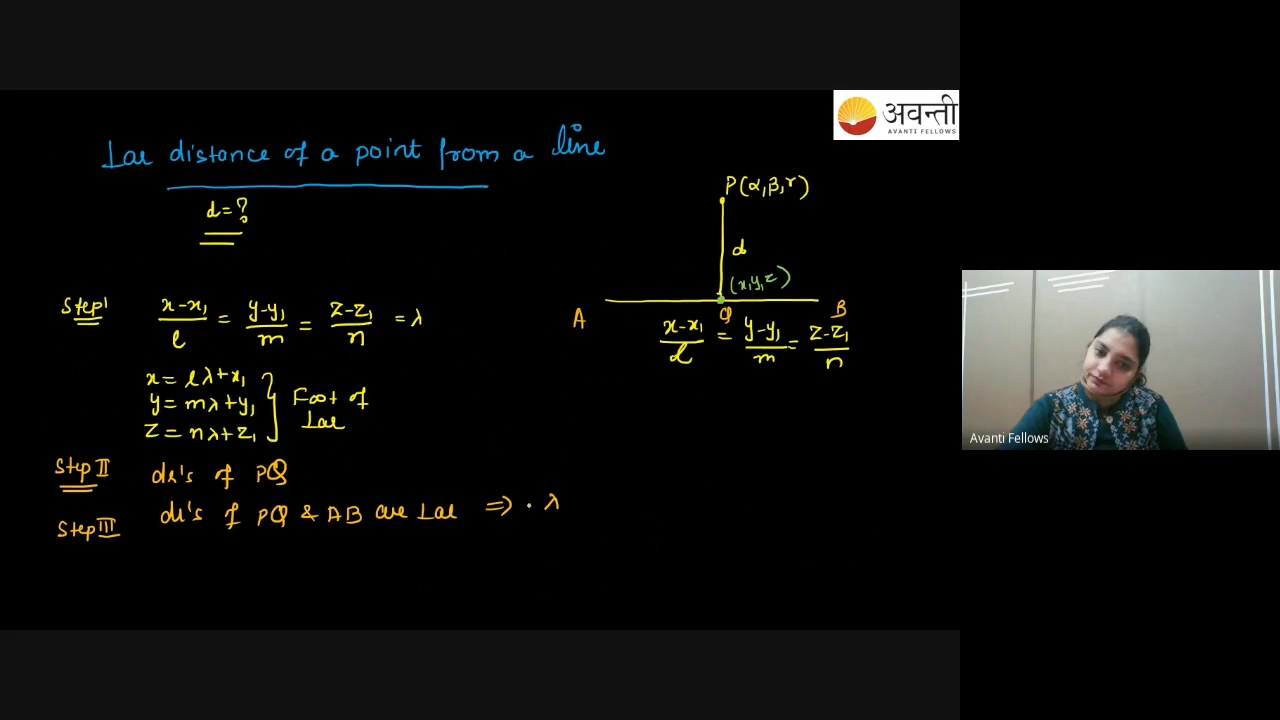 अवन्ती
AVANTI FELLOWS
⊥ar distance of a point from a line
d=?
P(α,β,γ)
d
(x,y,z)
A Q B
x-x₁/l = y-y₁/m = z-z₁/n
Step I x-x₁/l = y-y₁/m = z-z₁/n = λ
x = lλ+x₁
y = mλ+y₁
z = nλ+z₁
Foot of
⊥ar
Step II dr's of PQ
Step III dr's of PQ & AB are ⊥ar ⇒ · λ
Avanti Fellows